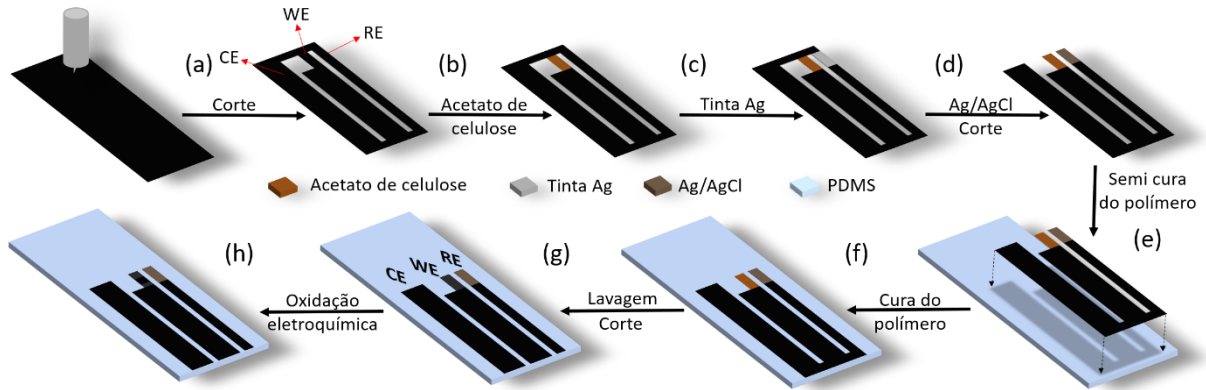 WE
RE
CE
(a)
Corte
(b)
Acetato de
celulose
(c)
Tinta Ag
(d)
Ag/AgCl
Corte
Acetato de celulose
Tinta Ag
Ag/AgCl
PDMS
Semi cura
do polímero
(e)
(f)
Cura do
polímero
(g)
Lavagem
Corte
CE
WE
RE
(h)
Oxidação
eletroquímica